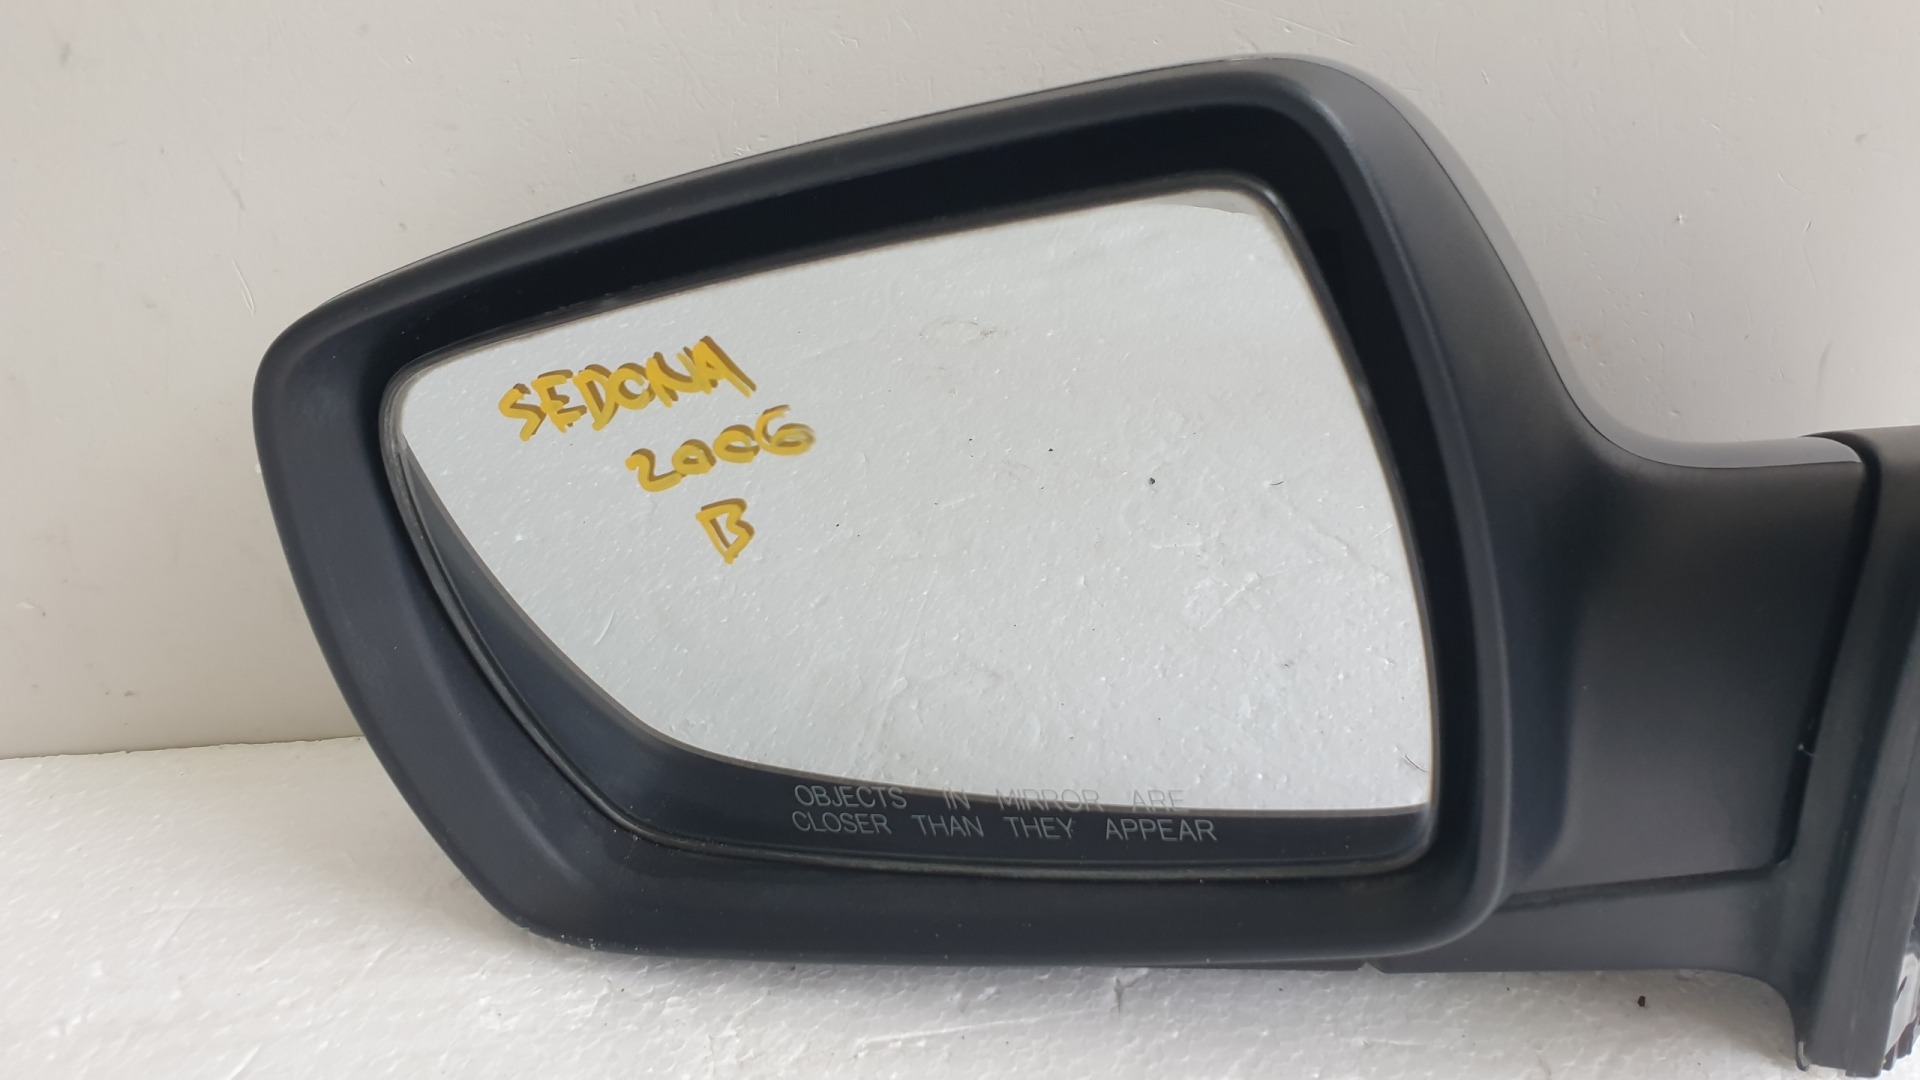 SEDONA
2006
B
OBJECTS IN MIRROR ARE
CLOSER THAN THEY APPEAR